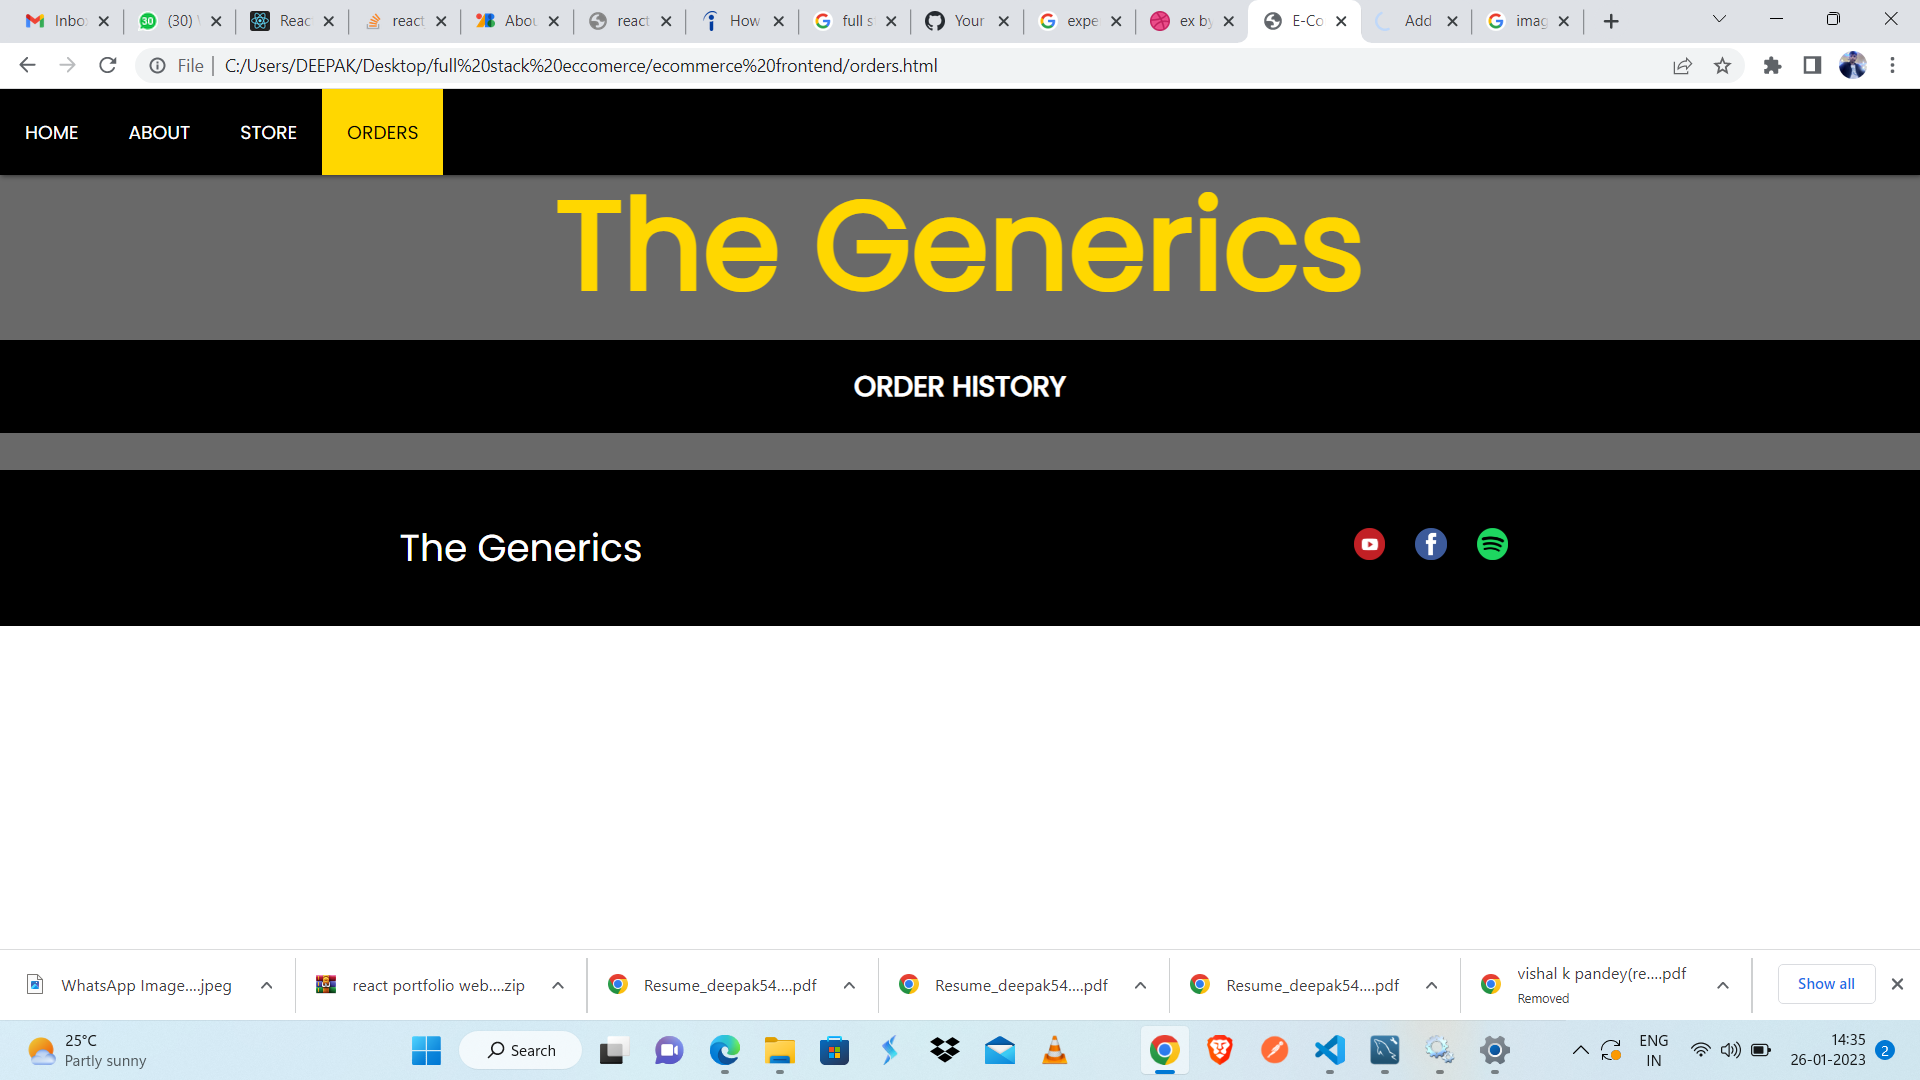 Inbo
(30) W
Reac
react
Abou
react
How
full s
Your
expe
ex by
E-Co
Add
imag
File | C:/Users/DEEPAK/Desktop/full%20stack%20eccomerce/ecommerce%20frontend/orders.html
HOME ABOUT STORE ORDERS
The Generics
ORDER HISTORY
The Generics
WhatsApp Image....jpeg
react portfolio web....zip
Resume_deepak54....pdf
Resume_deepak54....pdf
Resume_deepak54....pdf
vishal k pandey(re....pdf
Removed
Show all
25°C
Partly sunny
Search
ENG
IN
14:35
26-01-2023
2